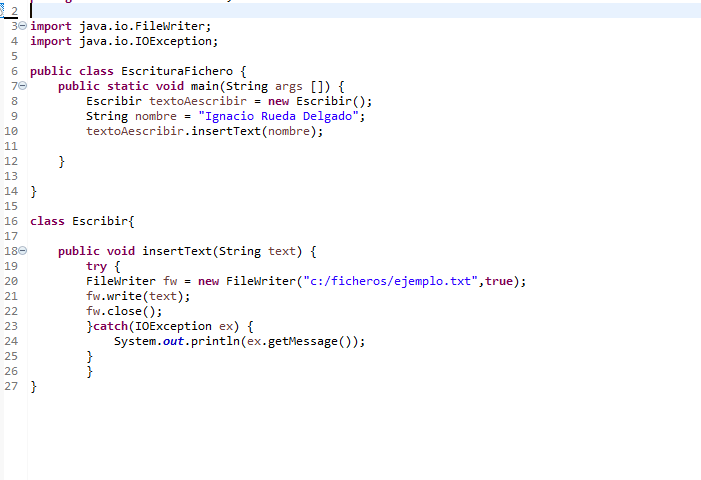 2
3 import java.io.FileWriter;
4 import java.io.IOException;
5
6 public class EscrituraFichero {
7 public static void main(String args []) {
8 Escribir textoAescribir = new Escribir();
9 String nombre = "Ignacio Rueda Delgado";
10 textoAescribir.insertText(nombre);
11
12 }
13
14 }
15
16 class Escribir{
17
18 public void insertText(String text) {
19 try {
20 FileWriter fw = new FileWriter("c:/ficheros/ejemplo.txt",true);
21 fw.write(text);
22 fw.close();
23 }catch(IOException ex) {
24 System.out.println(ex.getMessage());
25 }
26 }
27 }